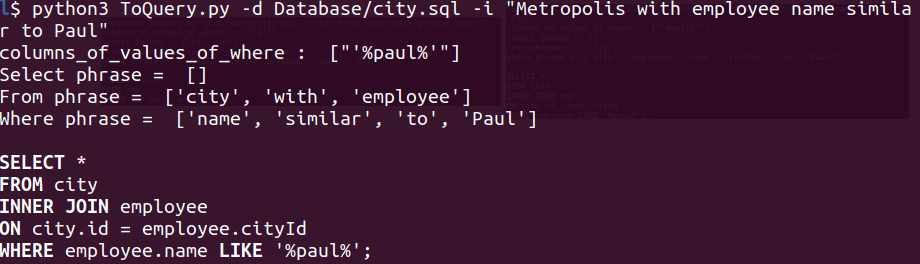 l$ python3 ToQuery.py -d Database/city.sql -i "Metropolis with employee name simila
r to Paul"
columns_of_values_of_where :  ["'%paul%'"]
Select phrase =  []
From phrase =  ['city', 'with', 'employee']
Where phrase =  ['name', 'similar', 'to', 'Paul']
SELECT *
FROM city
INNER JOIN employee
ON city.id = employee.cityId
WHERE employee.name LIKE '%paul%';